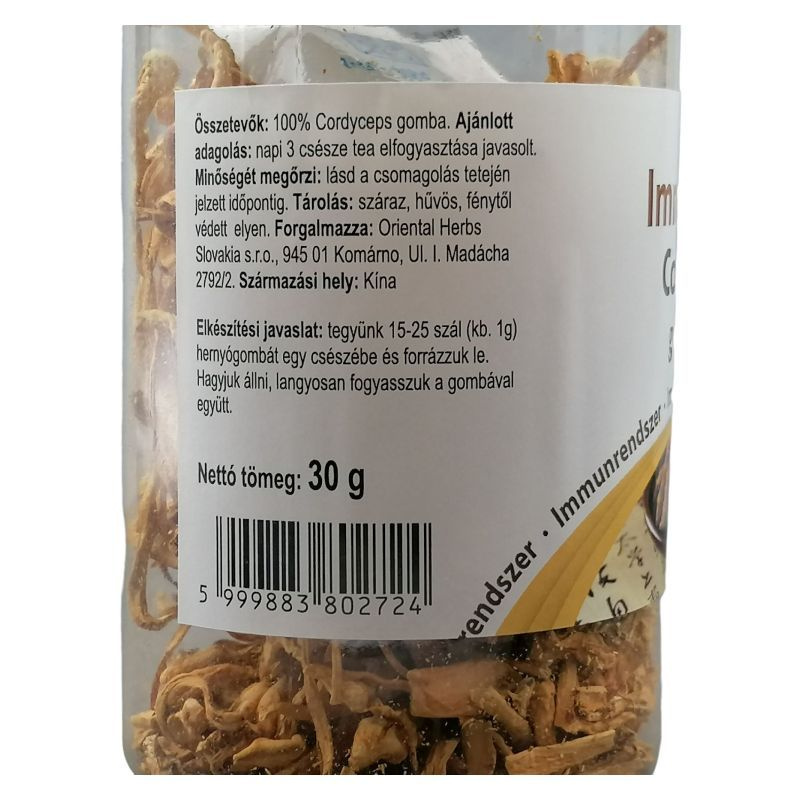 Összetevők: 100% Cordyceps gomba. Ajánlott
adagolás: napi 3 csésze tea elfogyasztása javasolt.
Minőségét megőrzi: lásd a csomagolás tetején
jelzett időpontig. Tárolás: száraz, hűvös, fénytől
védett elyen. Forgalmazza: Oriental Herbs
Slovakia s.r.o., 945 01 Komárno, Ul. I. Madácha
2792/2. Származási hely: Kína
Elkészítési javaslat: tegyünk 15-25 szál (kb. 1g)
hernyógombát egy csészébe és forrázzuk le.
Hagyjuk állni, langyosan fogyasszuk a gombával
együtt.
Nettó tömeg: 30 g
5 999883 802724
rendszer · Immunrendszer ·
Im
Co